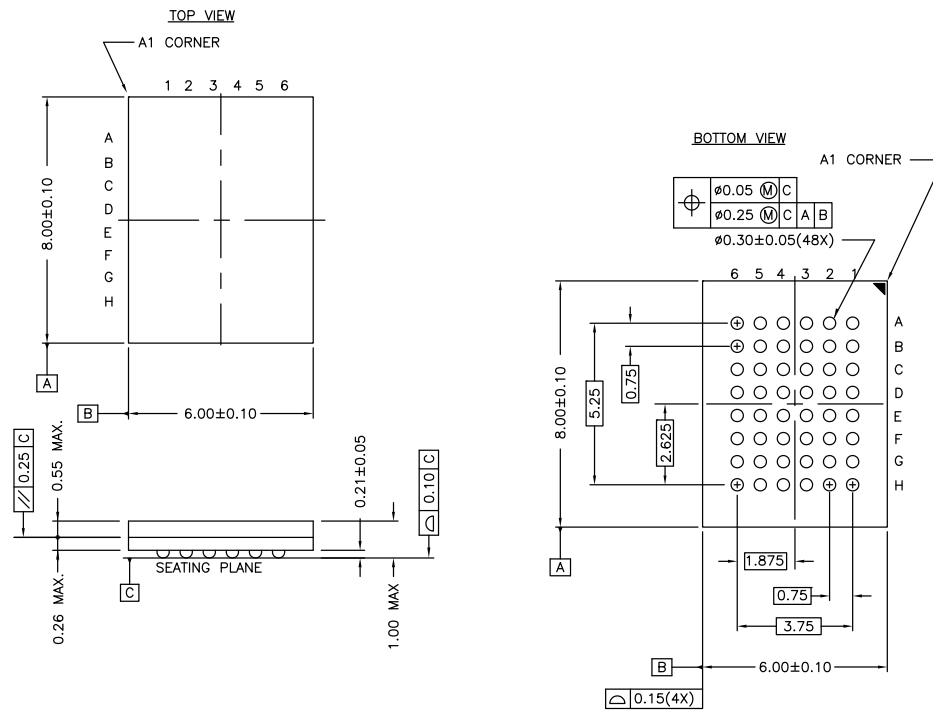 TOP VIEW
A1 CORNER
1 2 3 4 5 6
A
B
C
D
E
F
G
H
8.00±0.10
A
B
6.00±0.10
// 0.25 C
0.55 MAX.
0.21±0.05
⌓ 0.10 C
SEATING PLANE
C
0.26 MAX.
1.00 MAX
BOTTOM VIEW
A1 CORNER
⌖ ø0.05 Ⓜ C
ø0.25 Ⓜ C A B
ø0.30±0.05(48X)
6 5 4 3 2 1
A
B
C
D
E
F
G
H
8.00±0.10
5.25
0.75
2.625
A
1.875
0.75
3.75
B
6.00±0.10
⌓ 0.15(4X)